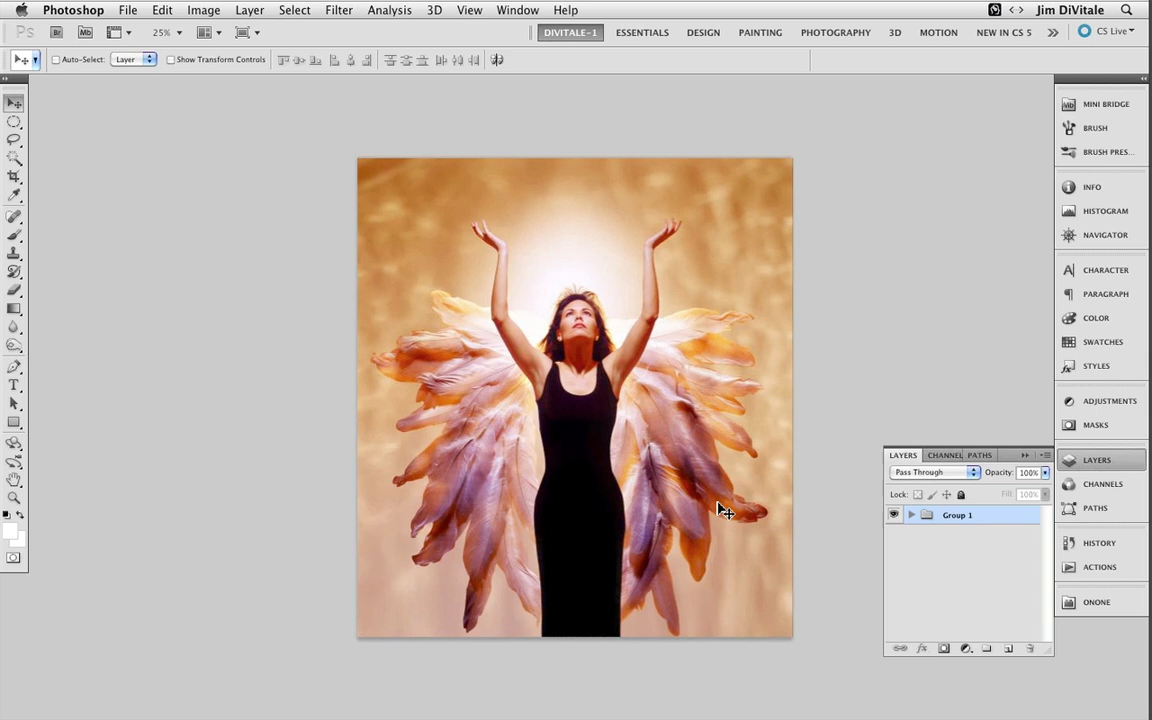 Photoshop File Edit Image Layer Select Filter Analysis 3D View Window Help Jim DiVitale
Ps Br Mb 25% DIVITALE-1 ESSENTIALS DESIGN PAINTING PHOTOGRAPHY 3D MOTION NEW IN CS 5 CS Live
Auto-Select: Layer Show Transform Controls
MINI BRIDGE
BRUSH
BRUSH PRES...
INFO
HISTOGRAM
NAVIGATOR
CHARACTER
PARAGRAPH
COLOR
SWATCHES
STYLES
ADJUSTMENTS
MASKS
LAYERS
CHANNELS
PATHS
HISTORY
ACTIONS
ONONE
LAYERS CHANNEL PATHS
Pass Through Opacity: 100%
Lock: Fill: 100%
Group 1